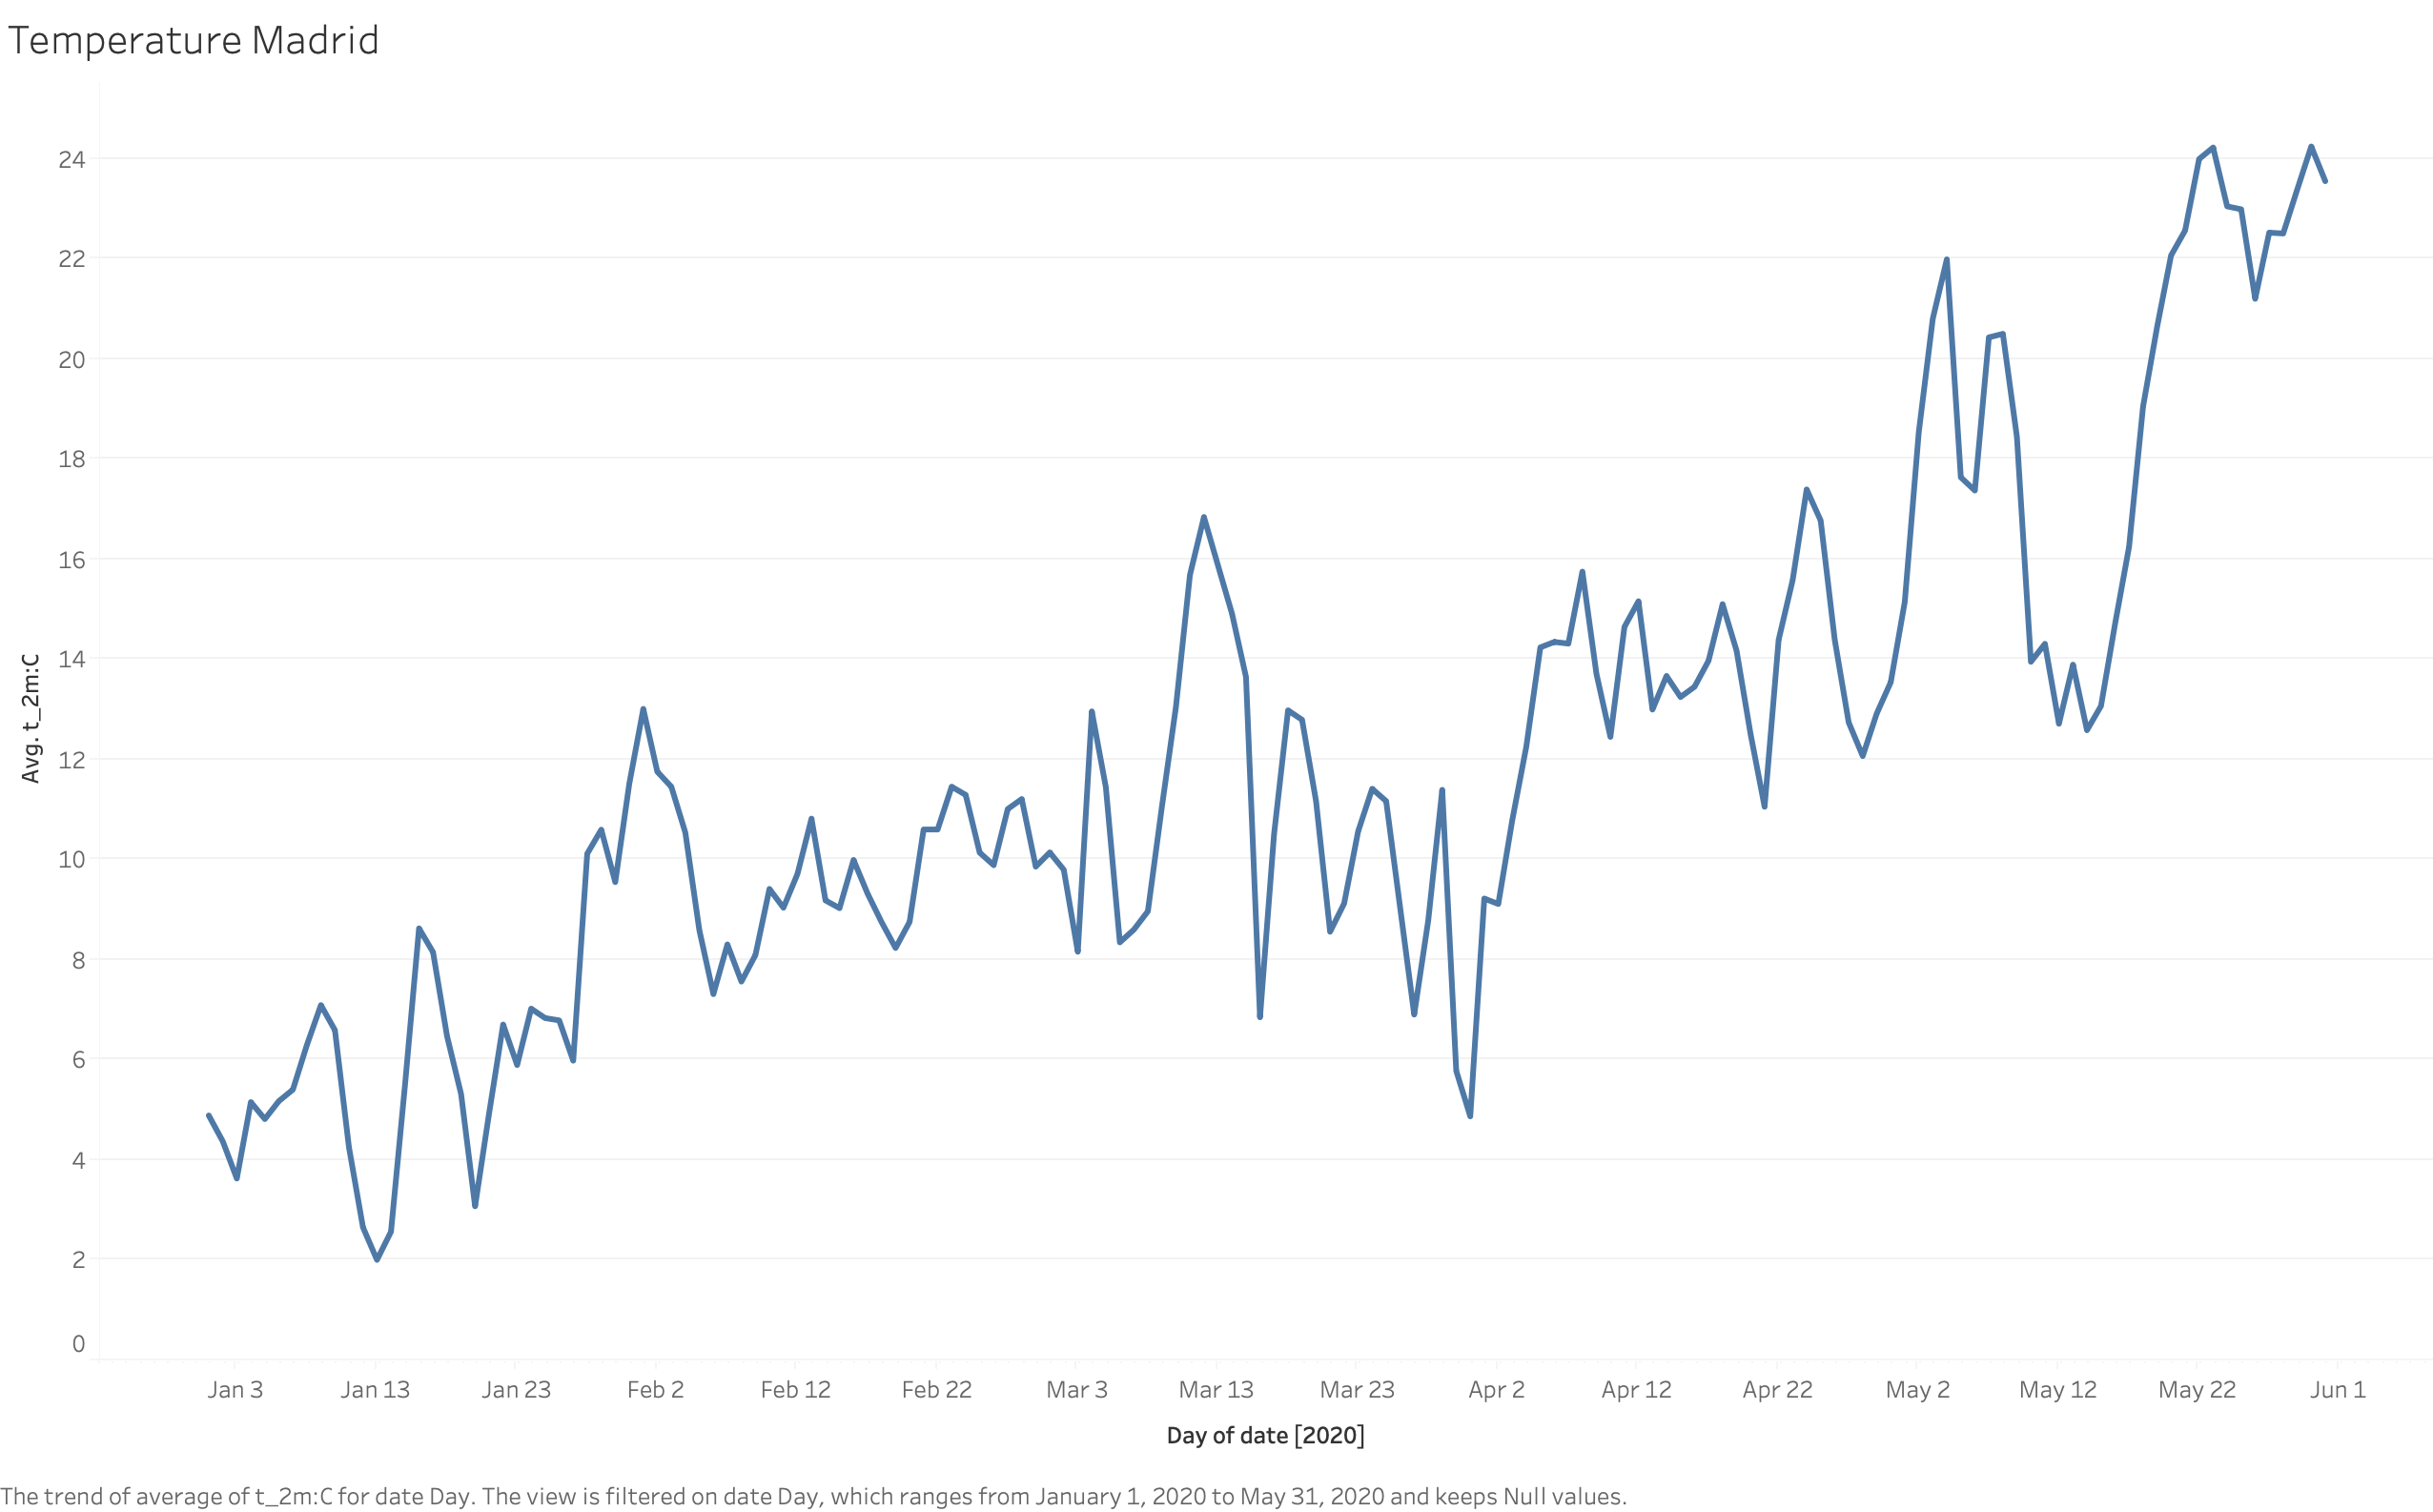 Temperature Madrid
24
22
20
18
16
14
12
10
8
6
4
2
0
Avg. t_2m:C
Jan 3 Jan 13 Jan 23 Feb 2 Feb 12 Feb 22 Mar 3 Mar 13 Mar 23 Apr 2 Apr 12 Apr 22 May 2 May 12 May 22 Jun 1
Day of date [2020]
The trend of average of t_2m:C for date Day. The view is filtered on date Day, which ranges from January 1, 2020 to May 31, 2020 and keeps Null values.